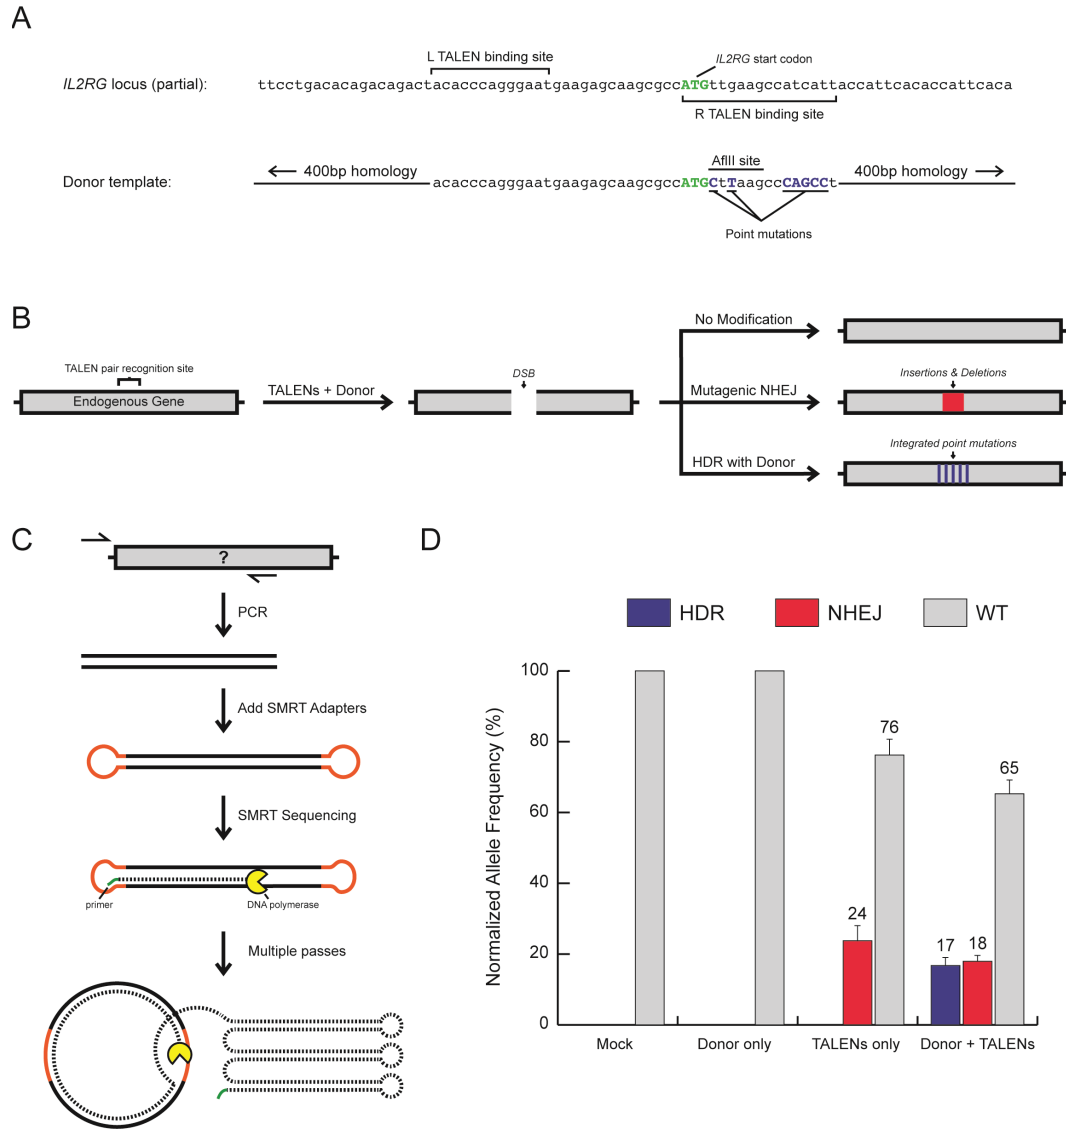 A
L TALEN binding site
IL2RG start codon
IL2RG locus (partial):
ttcctgacacagacagactacacccagggaatgaagagcaagcgccATGttgaagccatcattaccattcacaccattcaca
R TALEN binding site
AflII site
400bp homology
400bp homology
Donor template:
acacccagggaatgaagagcaagcgccATGCtTaagccCAGCCt
Point mutations
B
TALEN pair recognition site
Endogenous Gene
TALENs + Donor
DSB
No Modification
Mutagenic NHEJ
Insertions & Deletions
HDR with Donor
Integrated point mutations
C
?
PCR
Add SMRT Adapters
SMRT Sequencing
primer
DNA polymerase
Multiple passes
D
HDR
NHEJ
WT
Normalized Allele Frequency (%)
100
80
60
40
20
0
24
76
17
18
65
Mock
Donor only
TALENs only
Donor + TALENs